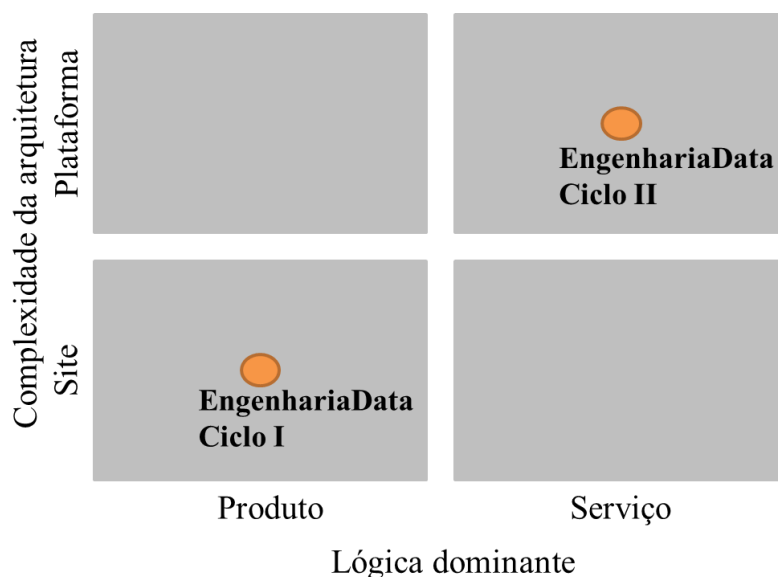 Complexidade da arquitetura
Plataforma
EngenhariaData
Ciclo II
Site
EngenhariaData
Ciclo I
Produto
Serviço
Lógica dominante